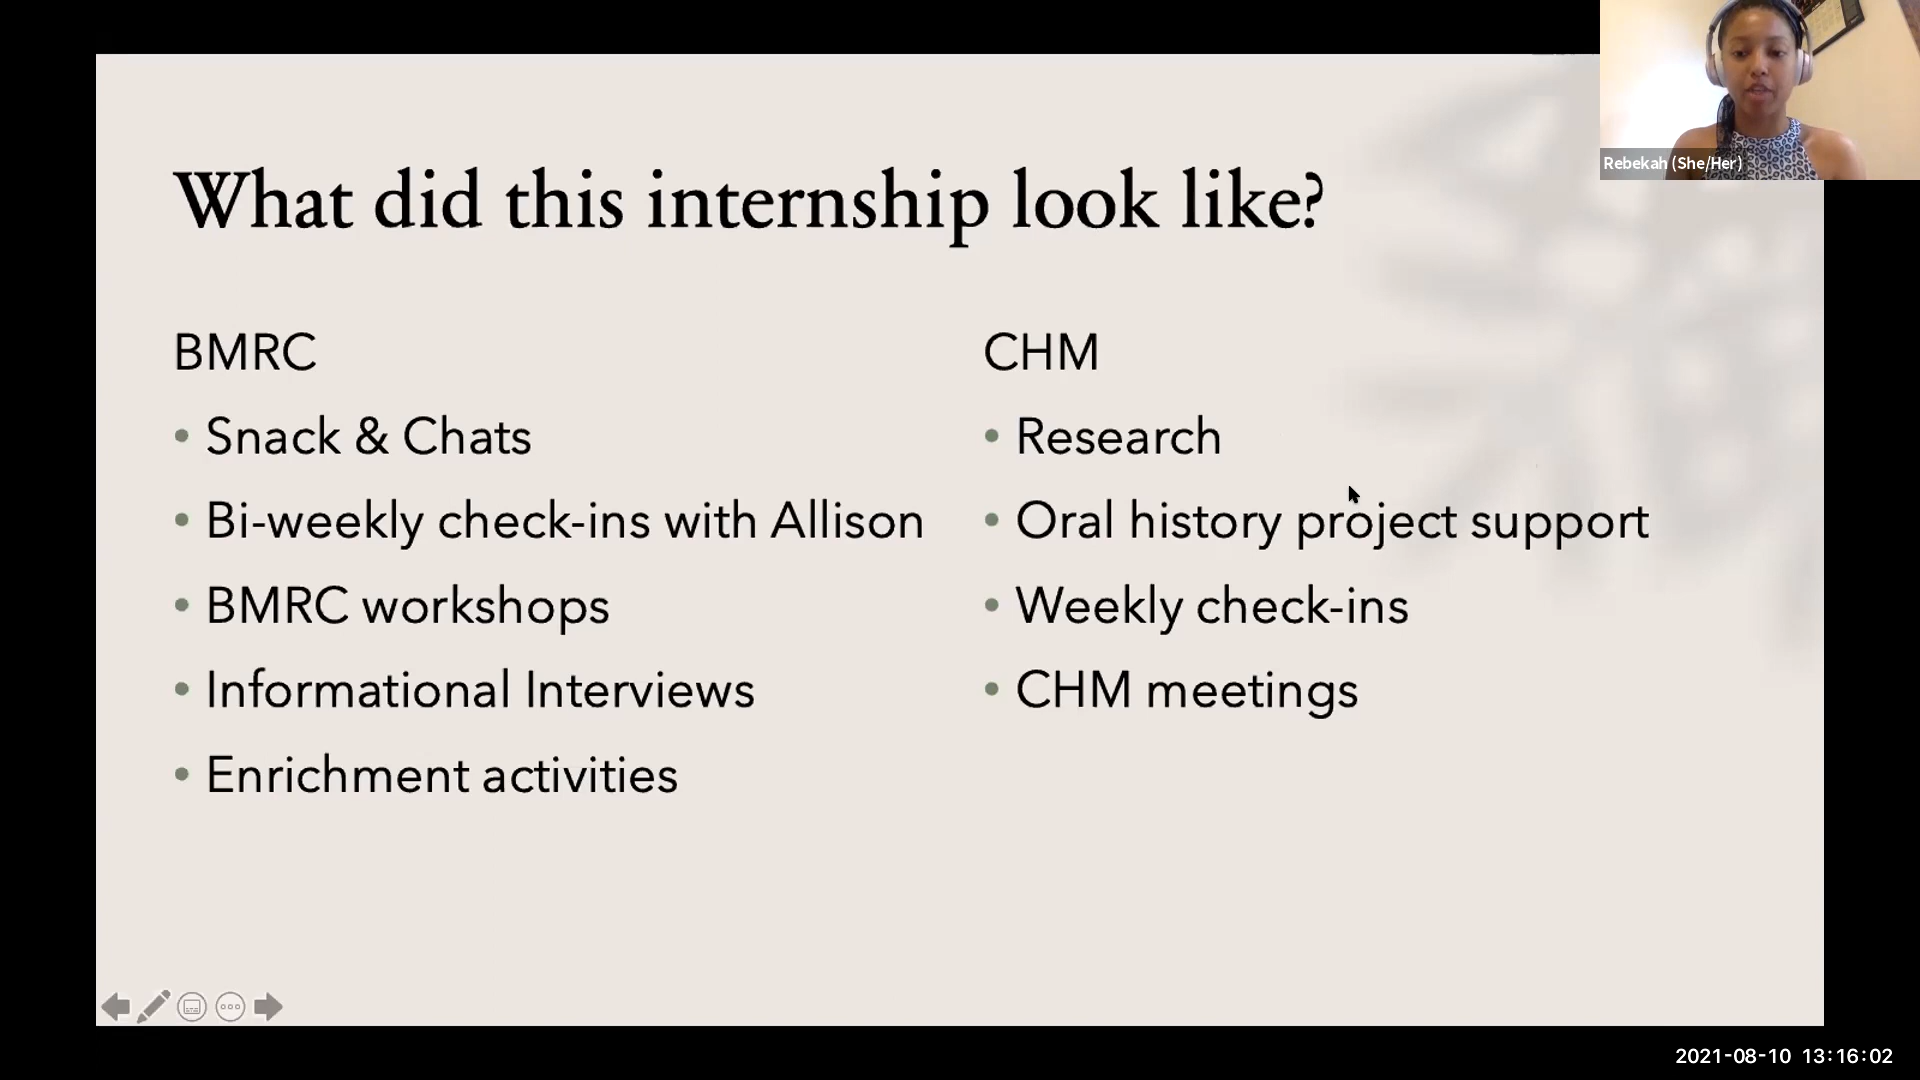 What did this internship look like?
BMRC
• Snack & Chats
• Bi-weekly check-ins with Allison
• BMRC workshops
• Informational Interviews
• Enrichment activities
CHM
• Research
• Oral history project support
• Weekly check-ins
• CHM meetings
Rebekah (She/Her)
2021-08-10 13:16:02